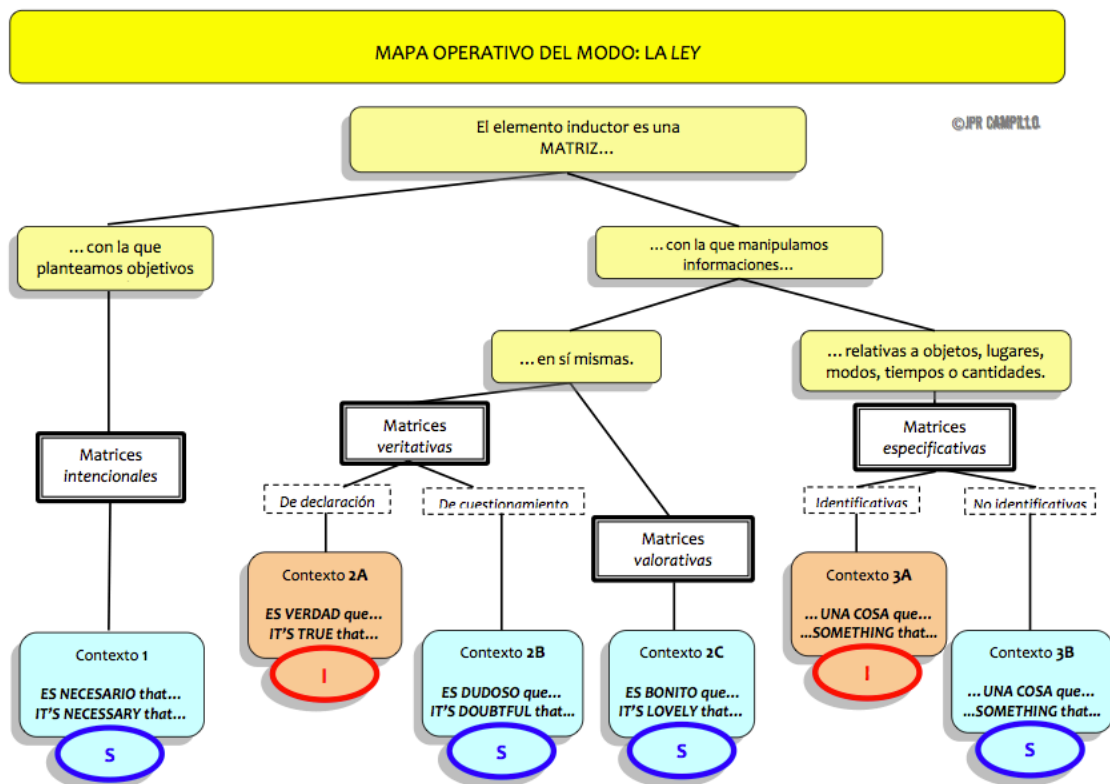 MAPA OPERATIVO DEL MODO: LA LEY
El elemento inductor es una
MATRIZ...
©JPR CAMPILLO.
...con la que
planteamos objetivos
...con la que manipulamos
informaciones...
...en sí mismas.
...relativas a objetos, lugares,
modos, tiempos o cantidades.
Matrices
intencionales
Matrices
veritativas
Matrices
especificativas
De declaración
De cuestionamiento
Identificativas
No identificativas
Matrices
valorativas
Contexto 1
ES NECESARIO that...
IT'S NECESSARY that...
S
Contexto 2A
ES VERDAD que...
IT'S TRUE that...
I
Contexto 2B
ES DUDOSO que...
IT'S DOUBTFUL that...
S
Contexto 2C
ES BONITO que...
IT'S LOVELY that...
S
Contexto 3A
...UNA COSA que...
...SOMETHING that...
I
Contexto 3B
...UNA COSA que...
...SOMETHING that...
S